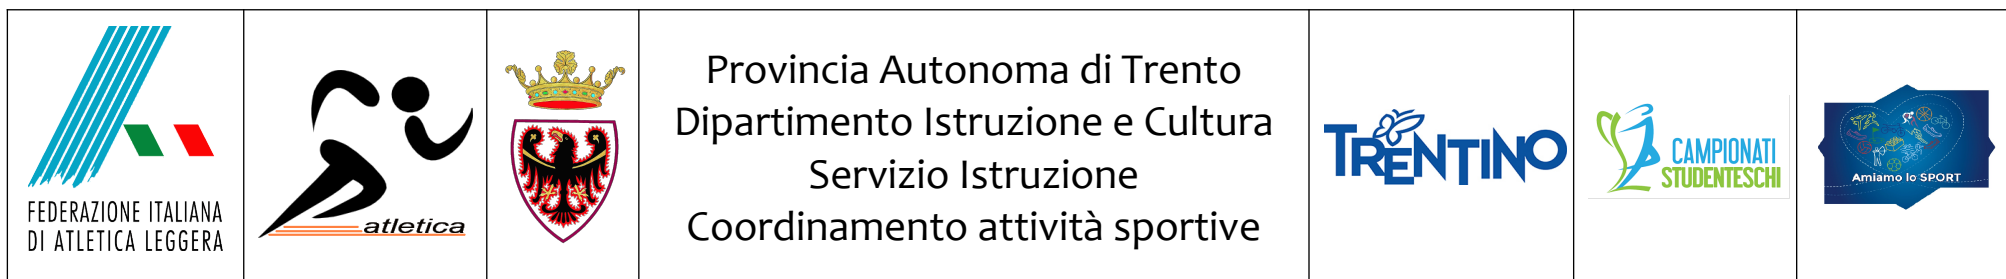 FEDERAZIONE ITALIANA
DI ATLETICA LEGGERA
atletica
Provincia Autonoma di Trento
Dipartimento Istruzione e Cultura
Servizio Istruzione
Coordinamento attività sportive
TRENTINO
CAMPIONATI
STUDENTESCHI
Amiamo lo SPORT